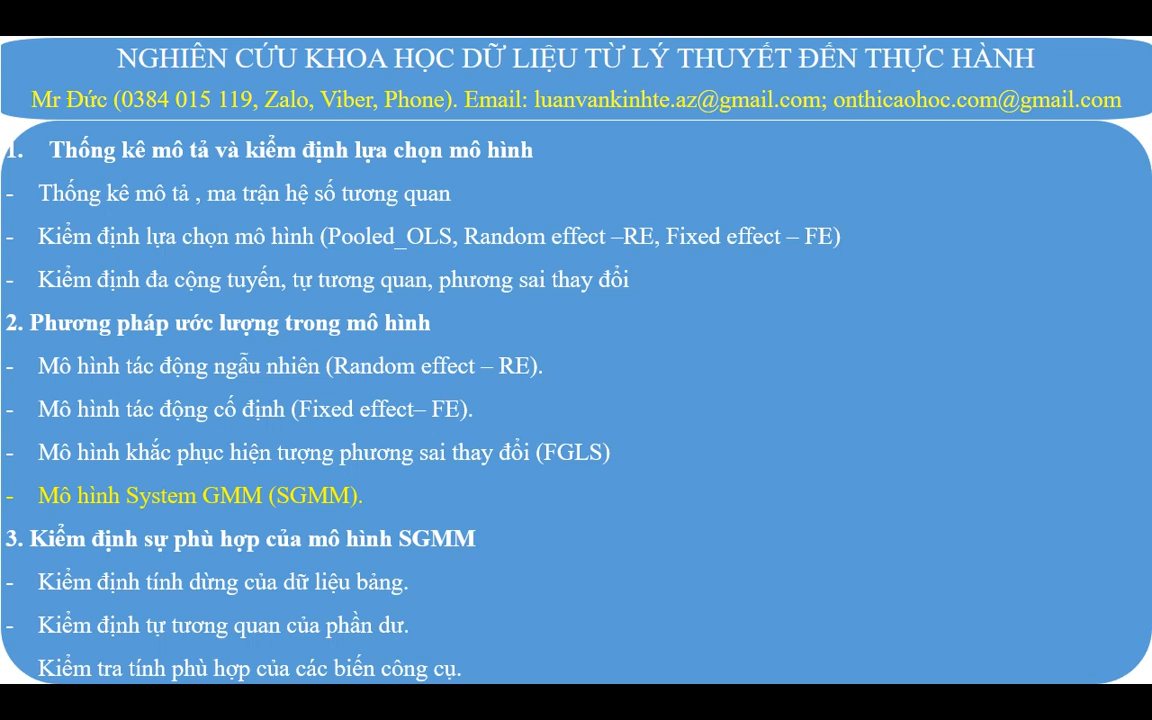 NGHIÊN CỨU KHOA HỌC DỮ LIỆU TỪ LÝ THUYẾT ĐẾN THỰC HÀNH
Mr Đức (0384 015 119, Zalo, Viber, Phone). Email: luanvankinhte.az@gmail.com; onthicaohoc.com@gmail.com
1. Thống kê mô tả và kiểm định lựa chọn mô hình
- Thống kê mô tả , ma trận hệ số tương quan
- Kiểm định lựa chọn mô hình (Pooled_OLS, Random effect –RE, Fixed effect – FE)
- Kiểm định đa cộng tuyến, tự tương quan, phương sai thay đổi
2. Phương pháp ước lượng trong mô hình
- Mô hình tác động ngẫu nhiên (Random effect – RE).
- Mô hình tác động cố định (Fixed effect– FE).
- Mô hình khắc phục hiện tượng phương sai thay đổi (FGLS)
- Mô hình System GMM (SGMM).
3. Kiểm định sự phù hợp của mô hình SGMM
- Kiểm định tính dừng của dữ liệu bảng.
- Kiểm định tự tương quan của phần dư.
Kiểm tra tính phù hợp của các biến công cụ.